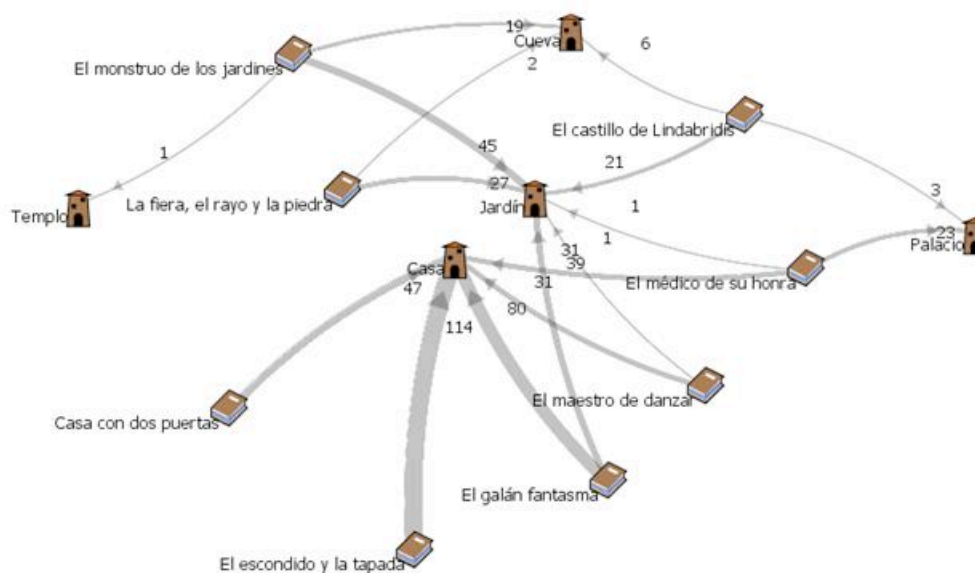 19
Cueva
El monstruo de los jardines
6
2
El castillo de Lindabridis
45
1
21
27
La fiera, el rayo y la piedra
3
Templo
Jardín
1
23
1
31
Palacio
39
Casa
El médico de su honra
47
31
80
114
El maestro de danzar
Casa con dos puertas
El galán fantasma
El escondido y la tapada